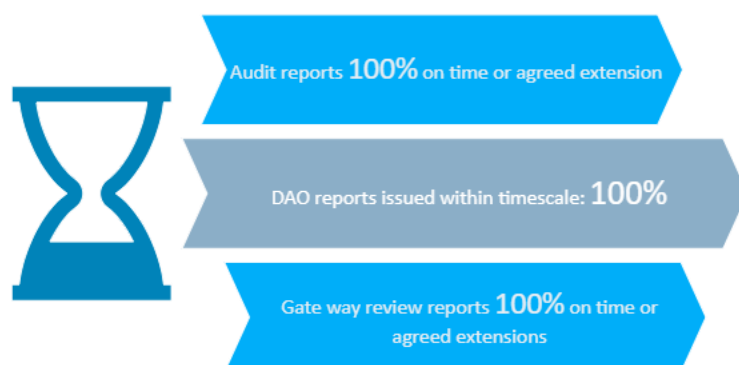 Audit reports 100% on time or agreed extension
DAO reports issued within timescale: 100%
Gate way review reports 100% on time or
agreed extensions